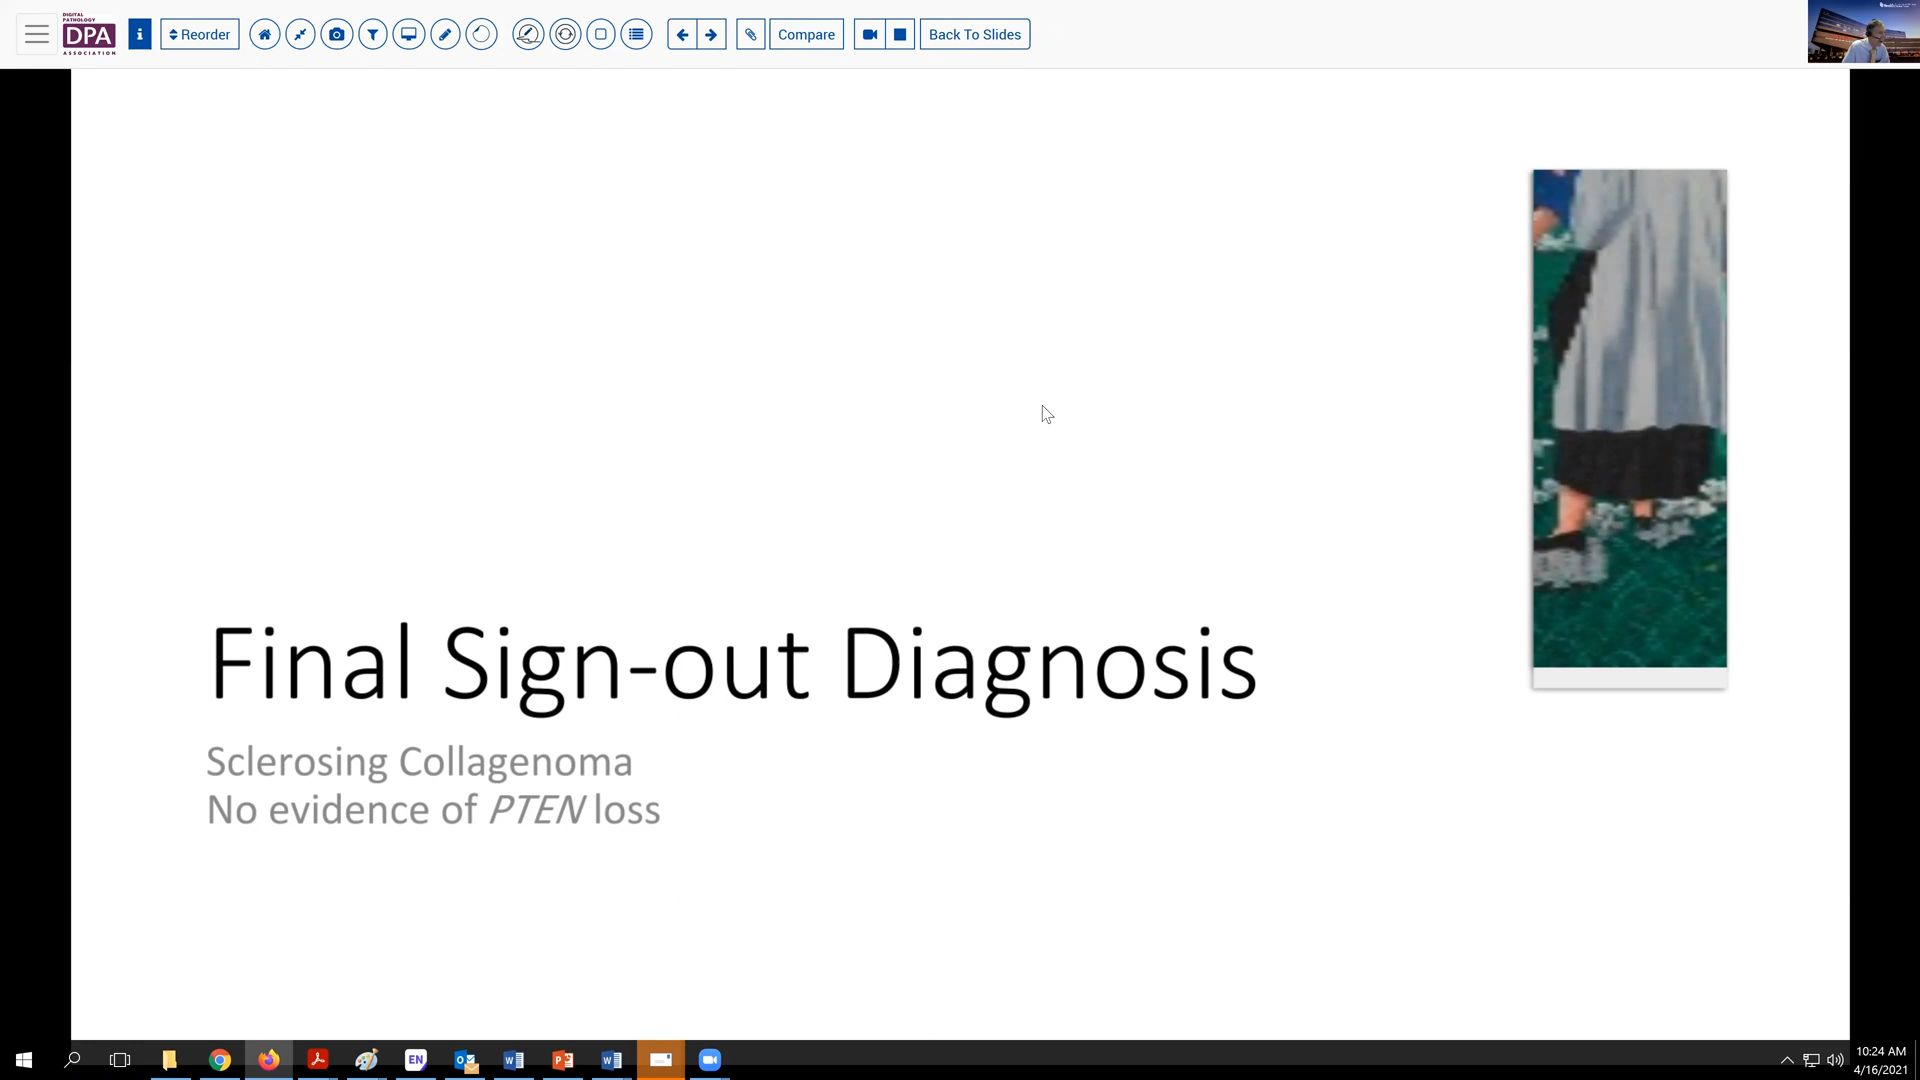 DIGITAL
PATHOLOGY
DPA
ASSOCIATION
i
Reorder
Compare
Back To Slides
Final Sign-out Diagnosis
Sclerosing Collagenoma
No evidence of PTEN loss
EN
10:24 AM
4/16/2021